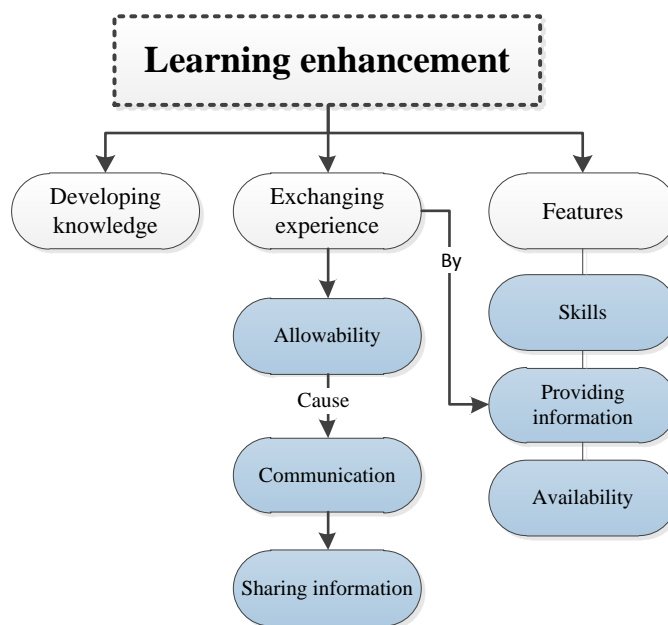 Learning enhancement
Developing
knowledge
Exchanging
experience
Features
By
Skills
Allowability
Providing
information
Cause
Communication
Availability
Sharing information